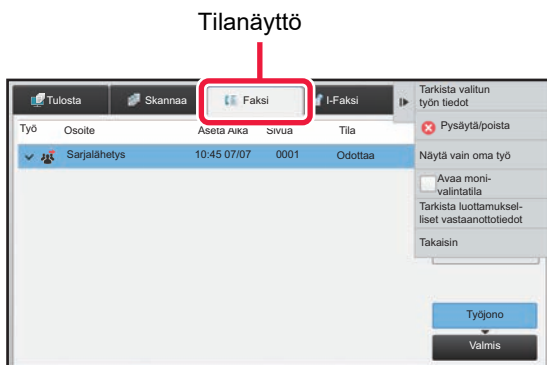 Tilanäyttö
Tulosta
Skannaa
Faksi
I-Faksi
Työ
Osoite
Aseta Aika
Sivua
Tila
Sarjalähetys
10:45 07/07
0001
Odottaa
Tarkista valitun
työn tiedot
Pysäytä/poista
Näytä vain oma työ
Avaa moni-
valintatila
Tarkista luottamuksel-
liset vastaanottotiedot
Takaisin
Työjono
Valmis